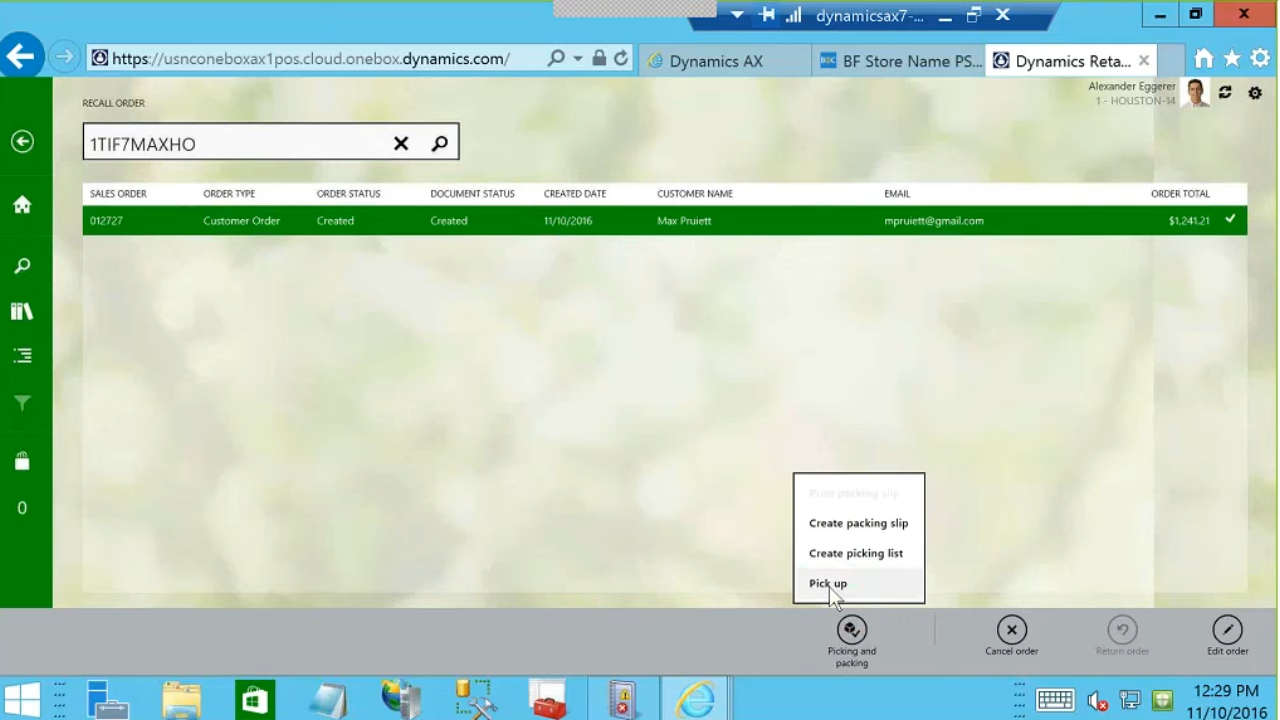 dynamicsax7-...
https://usnconeboxax1pos.cloud.onebox.dynamics.com/
Dynamics AX
BF Store Name PS...
Dynamics Reta...
RECALL ORDER
Alexander Eggerer
1 - HOUSTON-14
1TIF7MAXHO
SALES ORDER ORDER TYPE ORDER STATUS DOCUMENT STATUS CREATED DATE CUSTOMER NAME EMAIL ORDER TOTAL
012727 Customer Order Created Created 11/10/2016 Max Pruiett mpruiett@gmail.com $1,241.21
Print packing slip
Create packing slip
Create picking list
Pick up
0
Picking and
packing
Cancel order
Return order
Edit order
12:29 PM
11/10/2016